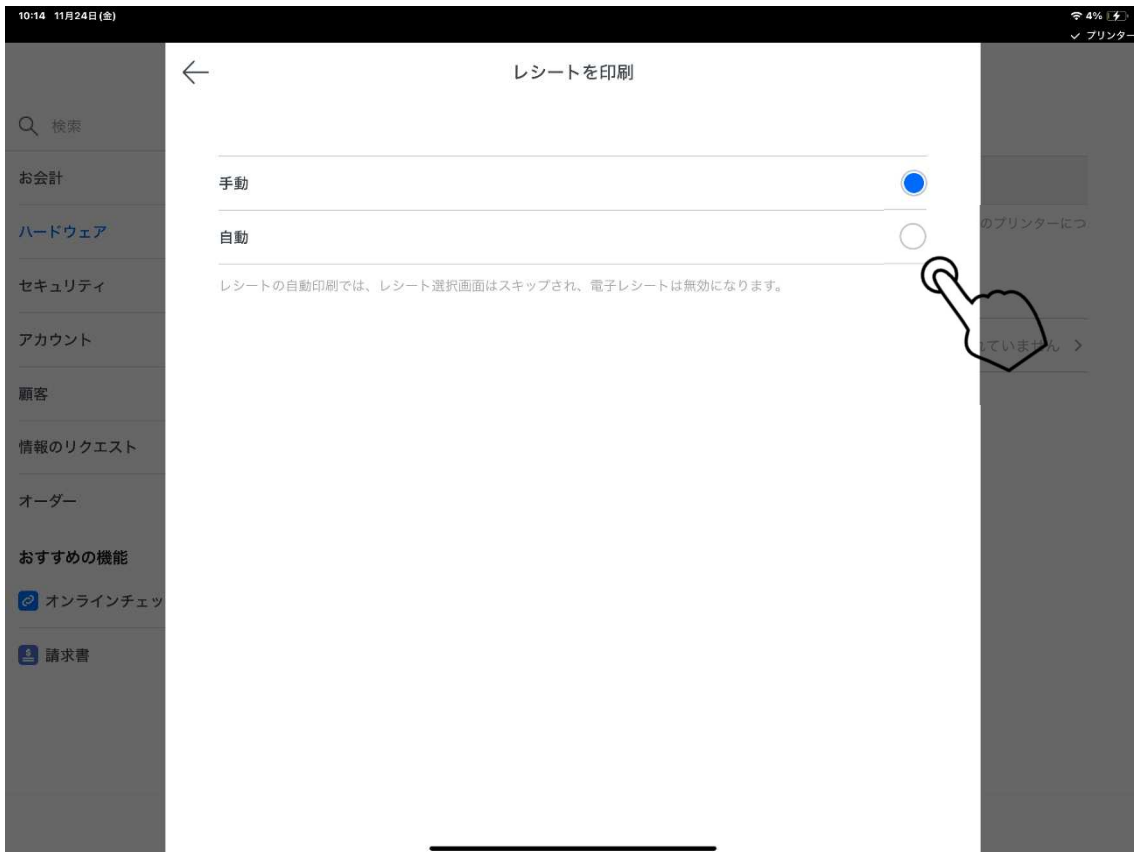 10:14 11月24日(金)
4%
プリンター
レシートを印刷
検索
お会計
手動
ハードウェア
自動
のプリンターにつ
セキュリティ
レシートの自動印刷では、レシート選択画面はスキップされ、電子レシートは無効になります。
アカウント
れていません
顧客
情報のリクエスト
オーダー
おすすめの機能
オンラインチェッ
請求書